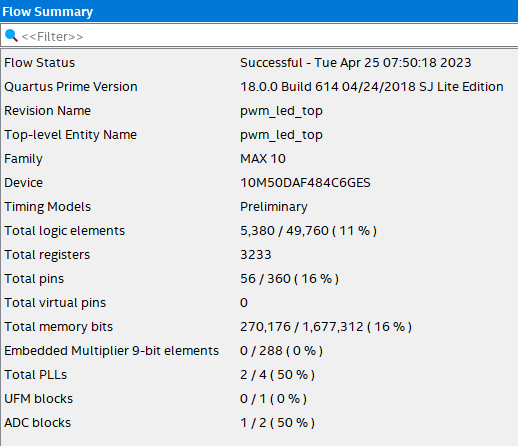 Flow Summary
<<Filter>>
Flow Status Successful - Tue Apr 25 07:50:18 2023
Quartus Prime Version 18.0.0 Build 614 04/24/2018 SJ Lite Edition
Revision Name pwm_led_top
Top-level Entity Name pwm_led_top
Family MAX 10
Device 10M50DAF484C6GES
Timing Models Preliminary
Total logic elements 5,380 / 49,760 ( 11 % )
Total registers 3233
Total pins 56 / 360 ( 16 % )
Total virtual pins 0
Total memory bits 270,176 / 1,677,312 ( 16 % )
Embedded Multiplier 9-bit elements 0 / 288 ( 0 % )
Total PLLs 2 / 4 ( 50 % )
UFM blocks 0 / 1 ( 0 % )
ADC blocks 1 / 2 ( 50 % )